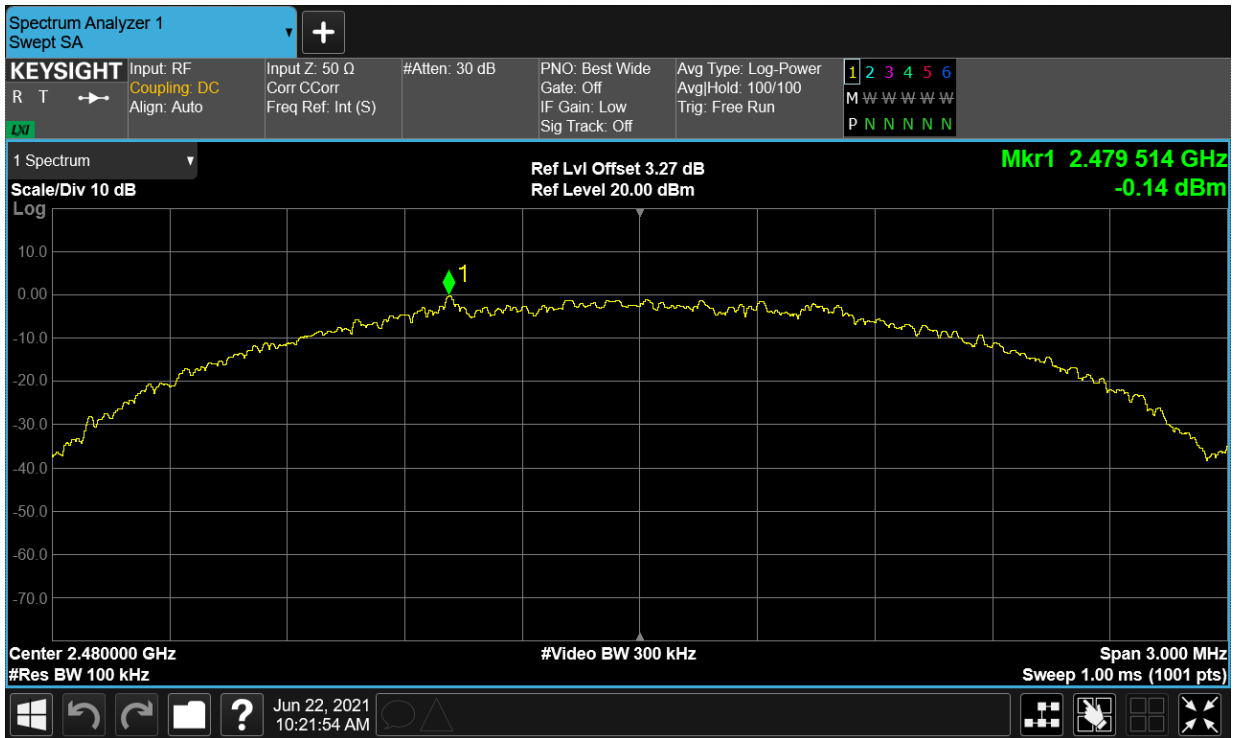 Spectrum Analyzer 1
Swept SA
+
KEYSIGHT
R T
LXI
Input: RF
Coupling: DC
Align: Auto
Input Z: 50 Ω
Corr CCorr
Freq Ref: Int (S)
#Atten: 30 dB
PNO: Best Wide
Gate: Off
IF Gain: Low
Sig Track: Off
Avg Type: Log-Power
Avg|Hold: 100/100
Trig: Free Run
1 2 3 4 5 6
M W W W W W
P N N N N N
1 Spectrum
Scale/Div 10 dB
Log
Ref Lvl Offset 3.27 dB
Ref Level 20.00 dBm
Mkr1 2.479 514 GHz
-0.14 dBm
1
10.0
0.00
-10.0
-20.0
-30.0
-40.0
-50.0
-60.0
-70.0
Center 2.480000 GHz
#Res BW 100 kHz
#Video BW 300 kHz
Span 3.000 MHz
Sweep 1.00 ms (1001 pts)
?
Jun 22, 2021
10:21:54 AM